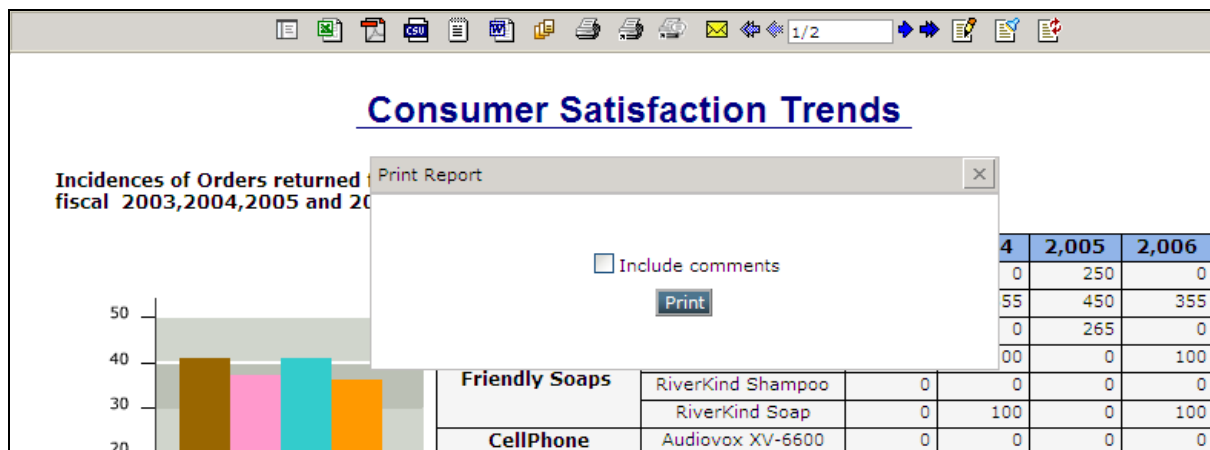 CSV 1/2
Consumer Satisfaction Trends
Incidences of Orders returned
fiscal 2003,2004,2005 and
Print Report
Include comments
Print
4 2,005 2,006
0 250 0
55 450 355
0 265 0
00 0 100
Friendly Soaps RiverKind Shampoo 0 0 0 0
RiverKind Soap 0 100 0 100
CellPhone Audiovox XV-6600 0 0 0 0
50
40
30
20